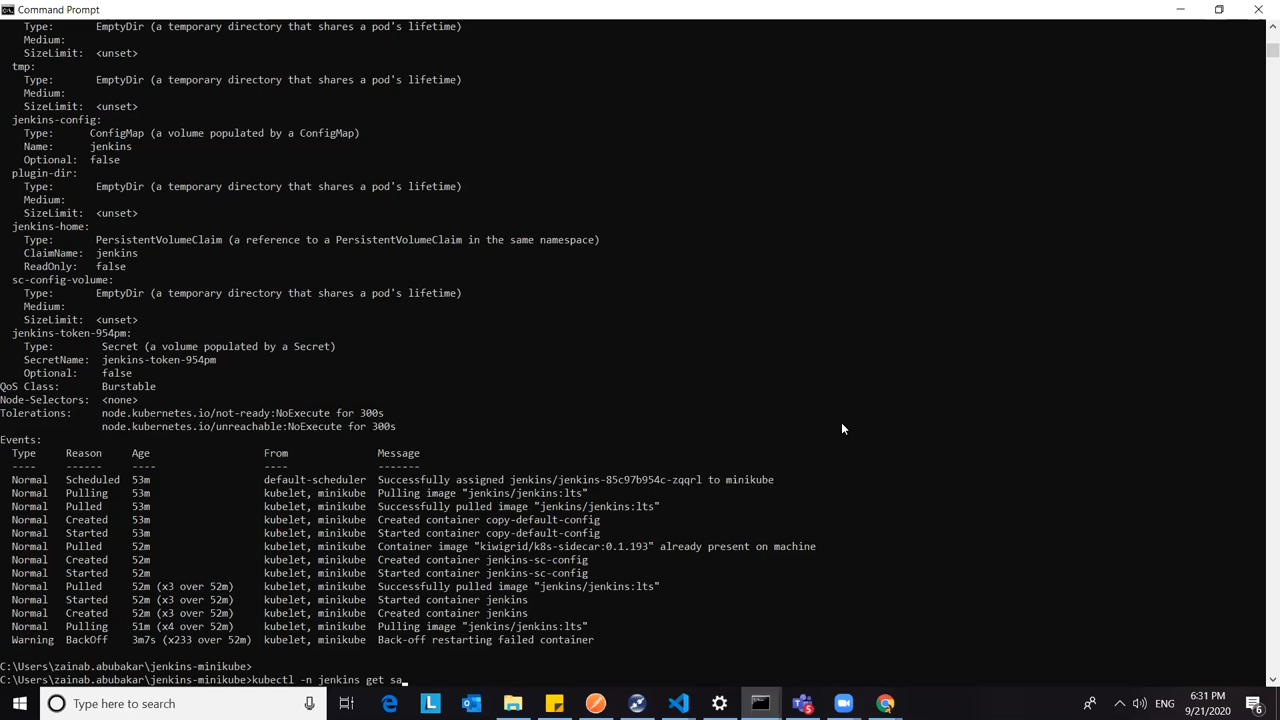 Command Prompt
Type:       EmptyDir (a temporary directory that shares a pod's lifetime)
Medium:
SizeLimit:  <unset>
tmp:
Type:       EmptyDir (a temporary directory that shares a pod's lifetime)
Medium:
SizeLimit:  <unset>
jenkins-config:
Type:      ConfigMap (a volume populated by a ConfigMap)
Name:      jenkins
Optional:  false
plugin-dir:
Type:       EmptyDir (a temporary directory that shares a pod's lifetime)
Medium:
SizeLimit:  <unset>
jenkins-home:
Type:       PersistentVolumeClaim (a reference to a PersistentVolumeClaim in the same namespace)
ClaimName:  jenkins
ReadOnly:   false
sc-config-volume:
Type:       EmptyDir (a temporary directory that shares a pod's lifetime)
Medium:
SizeLimit:  <unset>
jenkins-token-954pm:
Type:        Secret (a volume populated by a Secret)
SecretName:  jenkins-token-954pm
Optional:    false
QoS Class:       Burstable
Node-Selectors:  <none>
Tolerations:     node.kubernetes.io/not-ready:NoExecute for 300s
node.kubernetes.io/unreachable:NoExecute for 300s
Events:
Type     Reason     Age                   From               Message
----     ------     ----                  ----               -------
Normal   Scheduled  53m                   default-scheduler  Successfully assigned jenkins/jenkins-85c97b954c-zqqrl to minikube
Normal   Pulling    53m                   kubelet, minikube  Pulling image "jenkins/jenkins:lts"
Normal   Pulled     53m                   kubelet, minikube  Successfully pulled image "jenkins/jenkins:lts"
Normal   Created    53m                   kubelet, minikube  Created container copy-default-config
Normal   Started    53m                   kubelet, minikube  Started container copy-default-config
Normal   Pulled     52m                   kubelet, minikube  Container image "kiwigrid/k8s-sidecar:0.1.193" already present on machine
Normal   Created    52m                   kubelet, minikube  Created container jenkins-sc-config
Normal   Started    52m                   kubelet, minikube  Started container jenkins-sc-config
Normal   Pulled     52m (x3 over 52m)     kubelet, minikube  Successfully pulled image "jenkins/jenkins:lts"
Normal   Started    52m (x3 over 52m)     kubelet, minikube  Started container jenkins
Normal   Created    52m (x3 over 52m)     kubelet, minikube  Created container jenkins
Normal   Pulling    51m (x4 over 52m)     kubelet, minikube  Pulling image "jenkins/jenkins:lts"
Warning  BackOff    3m7s (x233 over 52m)  kubelet, minikube  Back-off restarting failed container
C:\Users\zainab.abubakar\jenkins-minikube>
C:\Users\zainab.abubakar\jenkins-minikube>kubectl -n jenkins get sa
Type here to search
ENG
6:31 PM
9/21/2020
6